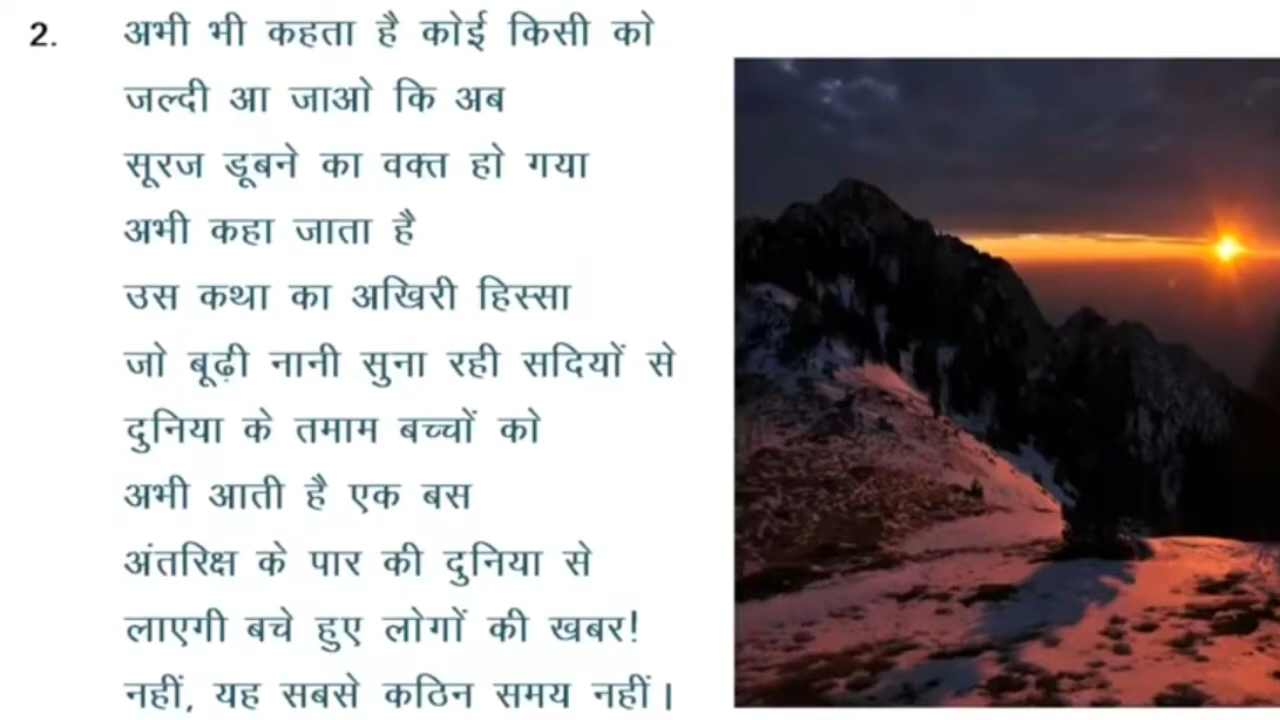 2. अभी भी कहता है कोई किसी को
जल्दी आ जाओ कि अब
सूरज डूबने का वक्त हो गया
अभी कहा जाता है
उस कथा का अखिरी हिस्सा
जो बूढ़ी नानी सुना रही सदियों से
दुनिया के तमाम बच्चों को
अभी आती है एक बस
अंतरिक्ष के पार की दुनिया से
लाएगी बचे हुए लोगों की खबर!
नहीं, यह सबसे कठिन समय नहीं।